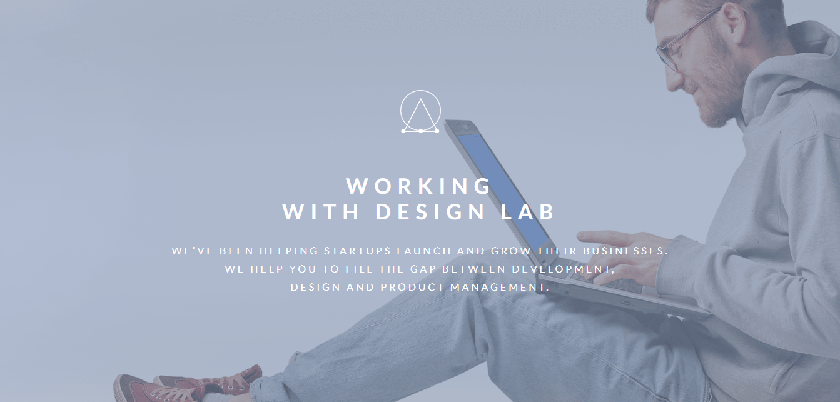 WORKING
WITH DESIGN LAB
WE'VE BEEN HELPING STARTUPS LAUNCH AND GROW THEIR BUSINESSES.
WE HELP YOU TO FILL THE GAP BETWEEN DEVELOPMENT,
DESIGN AND PRODUCT MANAGEMENT.